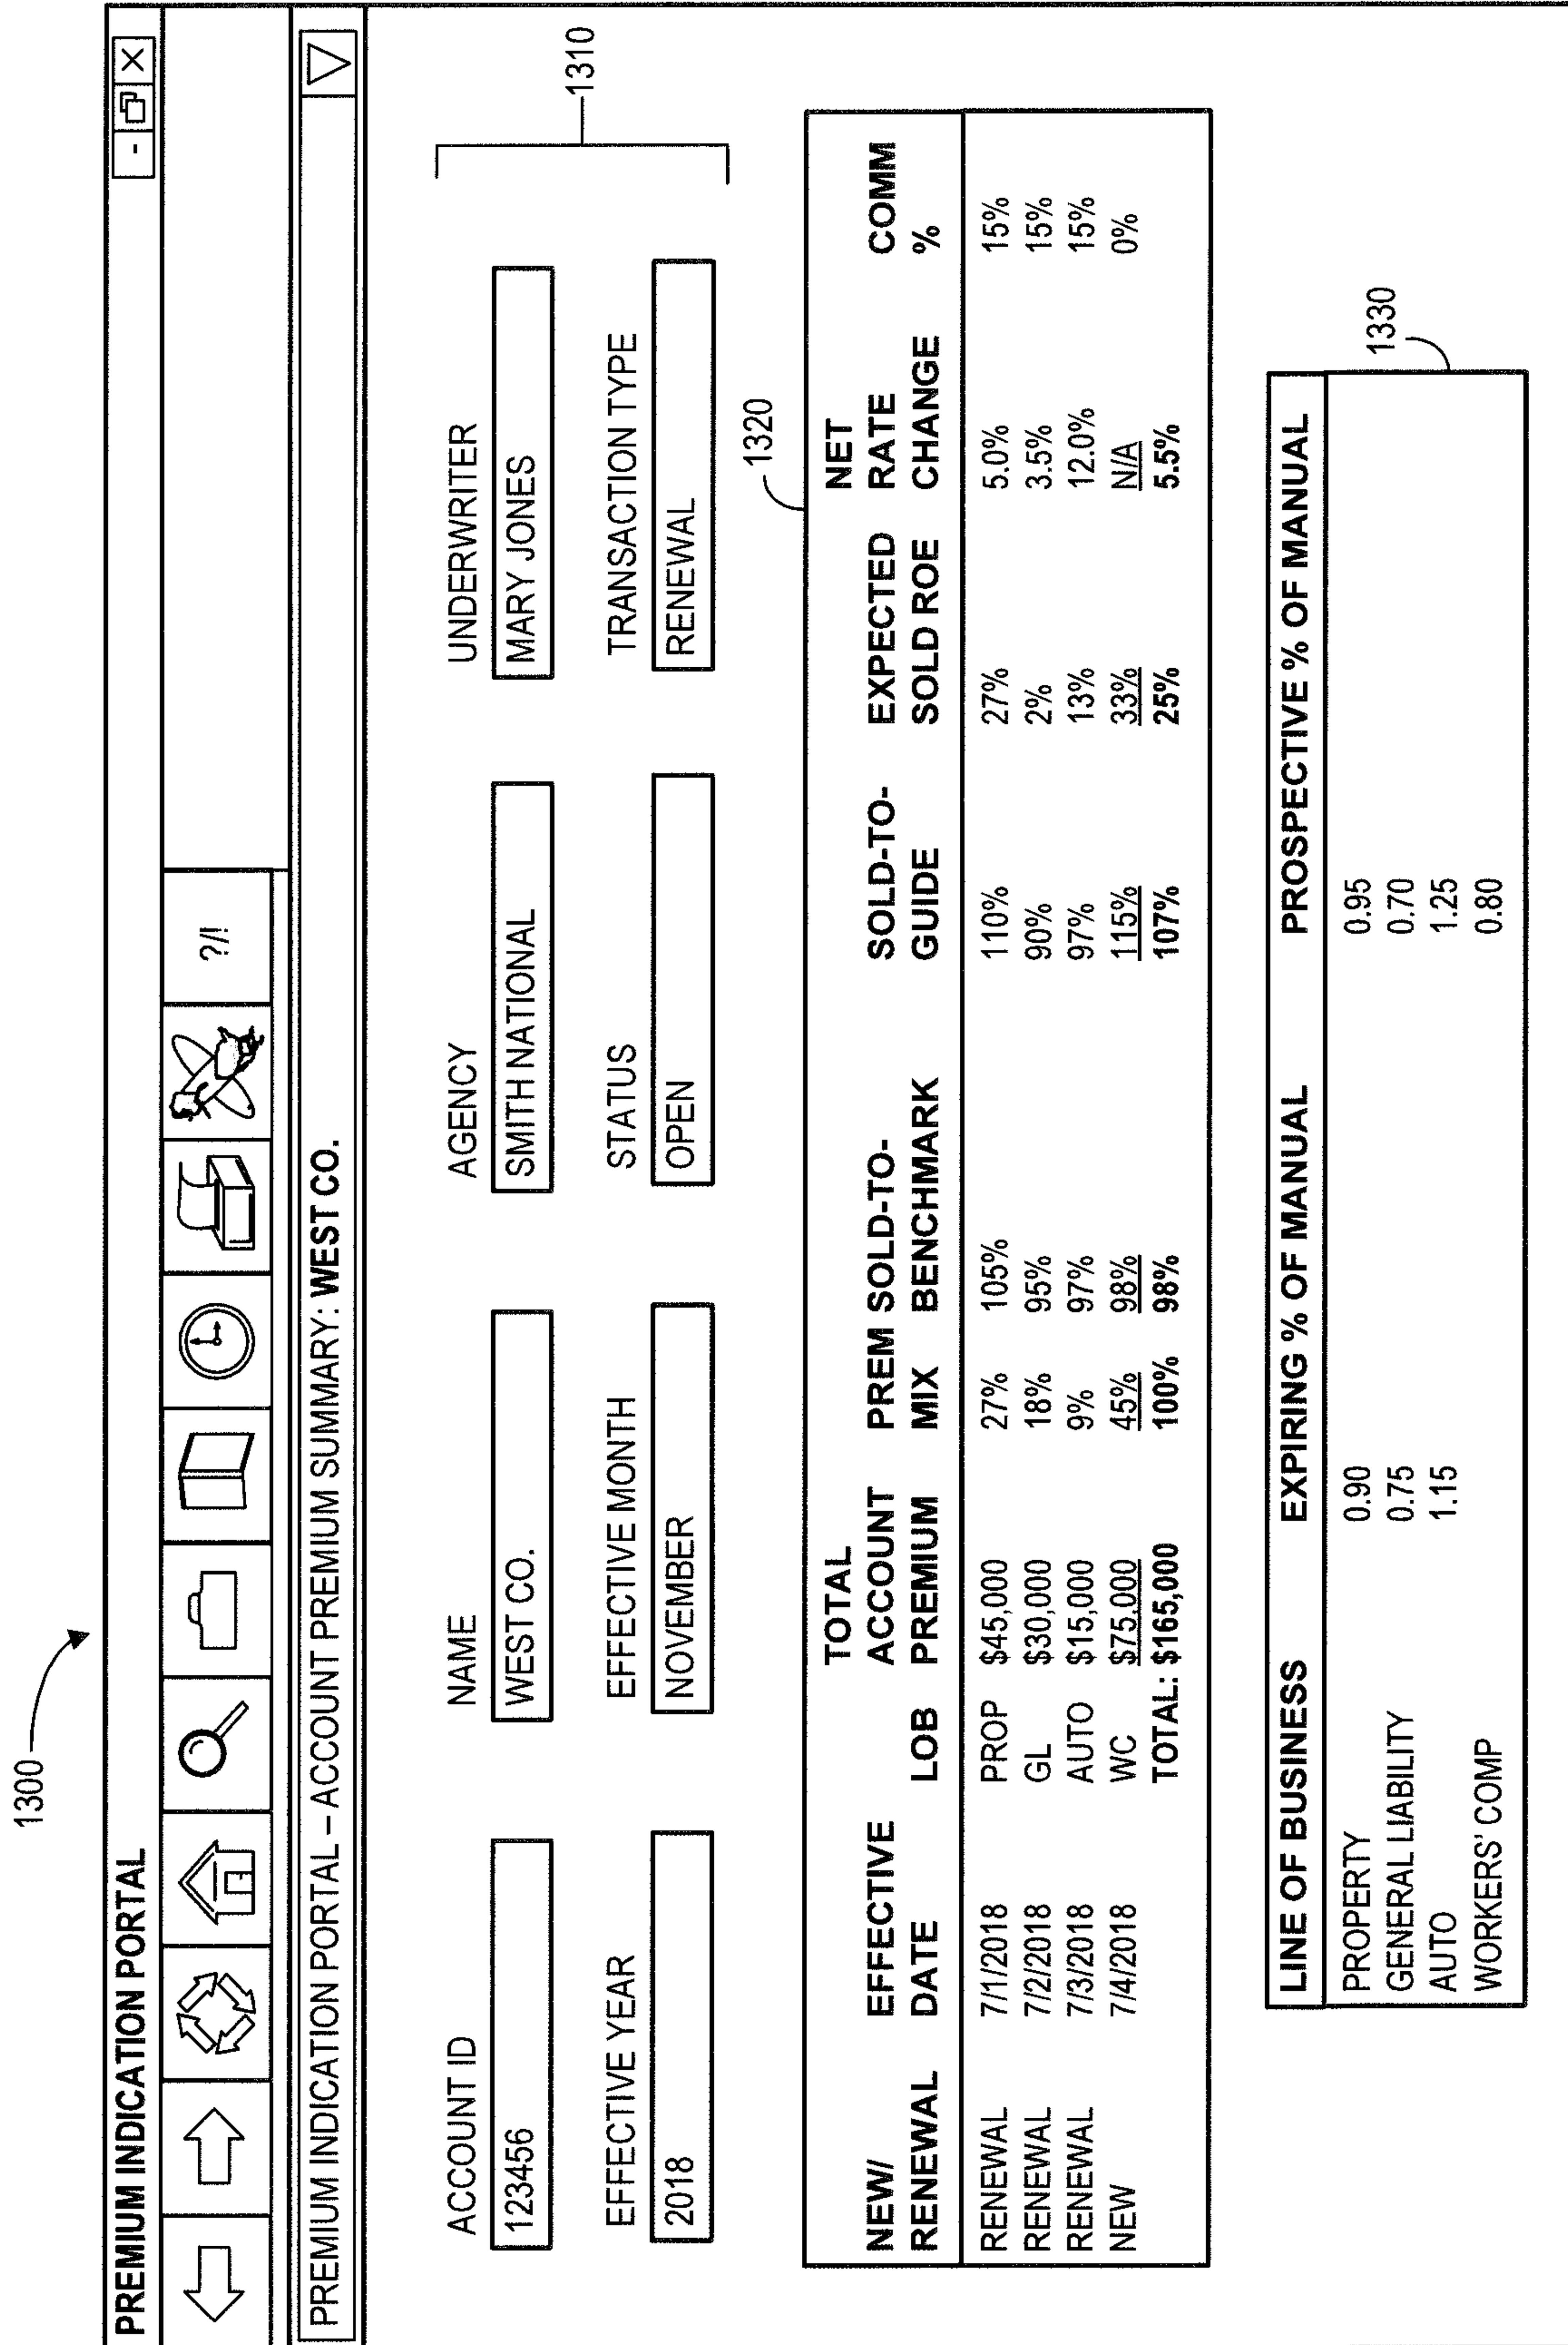 1300
PREMIUM INDICATION PORTAL
- X
?/!
PREMIUM INDICATION PORTAL – ACCOUNT PREMIUM SUMMARY: WEST CO.
ACCOUNT ID NAME AGENCY UNDERWRITER
123456 WEST CO. SMITH NATIONAL MARY JONES
1310
EFFECTIVE YEAR EFFECTIVE MONTH STATUS TRANSACTION TYPE
2018 NOVEMBER OPEN RENEWAL
1320
TOTAL NET
NEW/ EFFECTIVE ACCOUNT PREM SOLD-TO- SOLD-TO- EXPECTED RATE COMM
RENEWAL DATE LOB PREMIUM MIX BENCHMARK GUIDE SOLD ROE CHANGE %
RENEWAL 7/1/2018 PROP $45,000 27% 105% 110% 27% 5.0% 15%
RENEWAL 7/2/2018 GL $30,000 18% 95% 90% 2% 3.5% 15%
RENEWAL 7/3/2018 AUTO $15,000 9% 97% 97% 13% 12.0% 15%
NEW 7/4/2018 WC $75,000 45% 98% 115% 33% N/A 0%
TOTAL: $165,000 100% 98% 107% 25% 5.5%
LINE OF BUSINESS EXPIRING % OF MANUAL PROSPECTIVE % OF MANUAL
PROPERTY 0.90 0.95
GENERAL LIABILITY 0.75 0.70
AUTO 1.15 1.25
WORKERS' COMP 0.80
1330